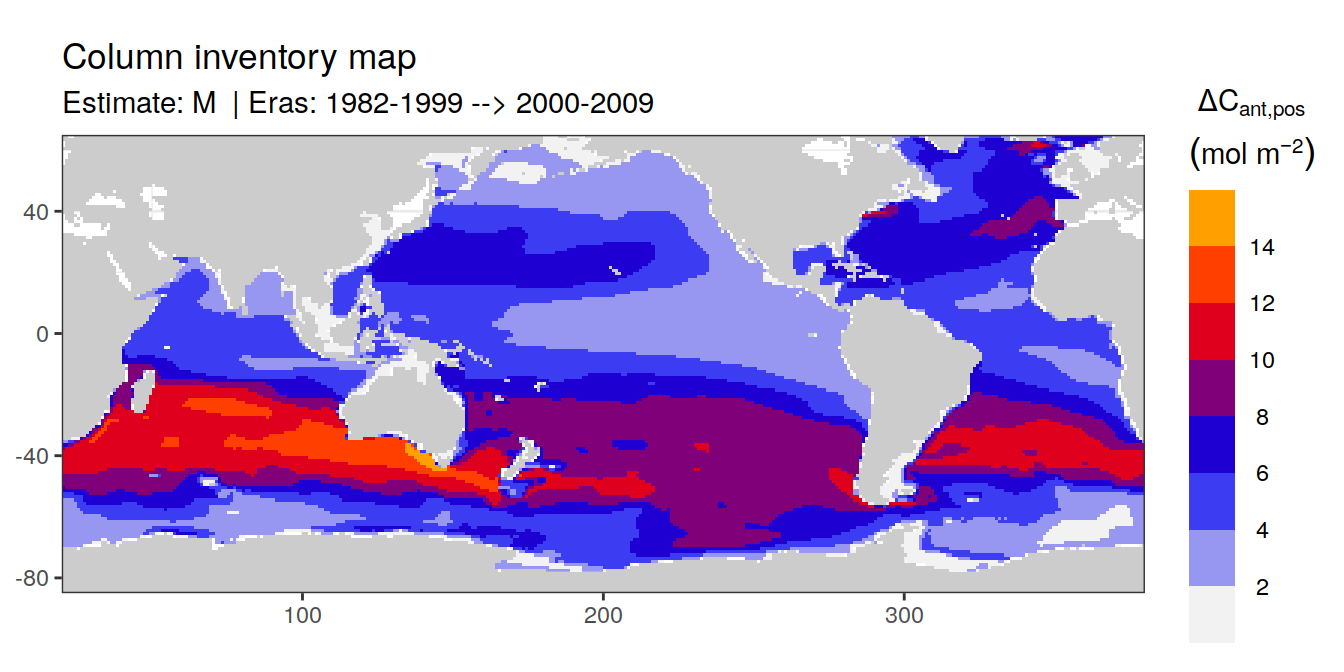 Column inventory map
Estimate: M | Eras: 1982-1999 --> 2000-2009
ΔCant,pos
(mol m−2)
14
12
10
8
6
4
2
40
0
-40
-80
100 200 300